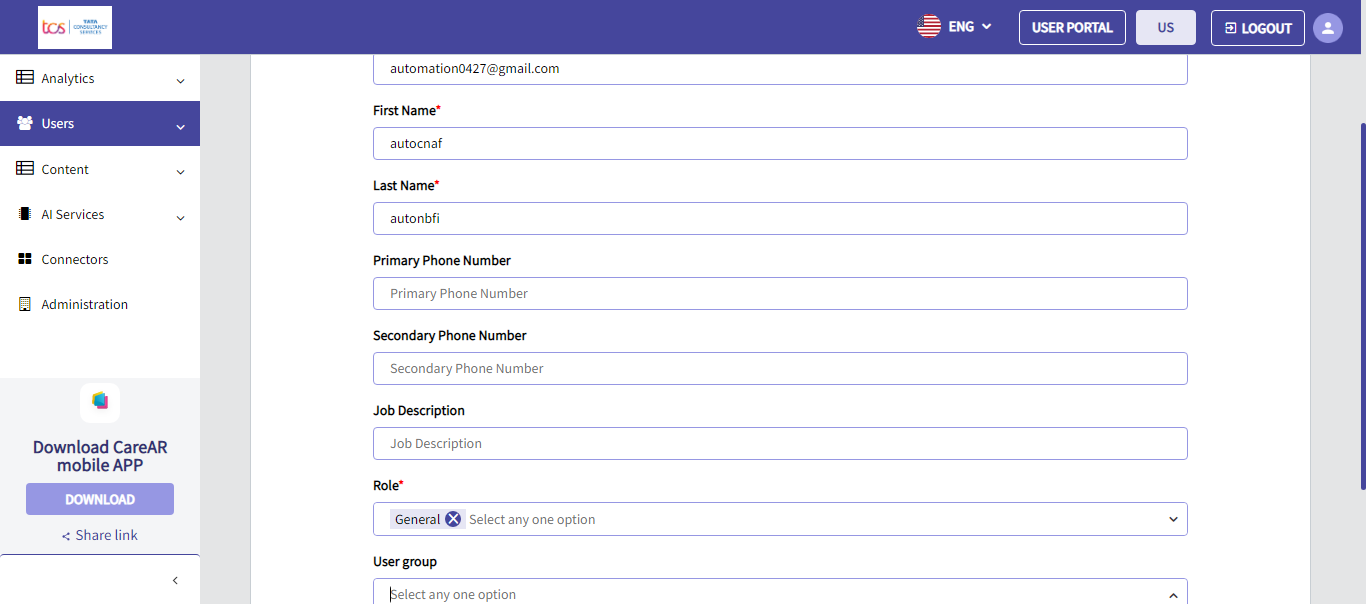 tcs
TATA
CONSULTANCY
SERVICES
ENG
USER PORTAL
US
LOGOUT
Analytics
Users
Content
AI Services
Connectors
Administration
Download CareAR
mobile APP
DOWNLOAD
Share link
automation0427@gmail.com
First Name*
autocnaf
Last Name*
autonbfi
Primary Phone Number
Primary Phone Number
Secondary Phone Number
Secondary Phone Number
Job Description
Job Description
Role*
General Select any one option
User group
Select any one option